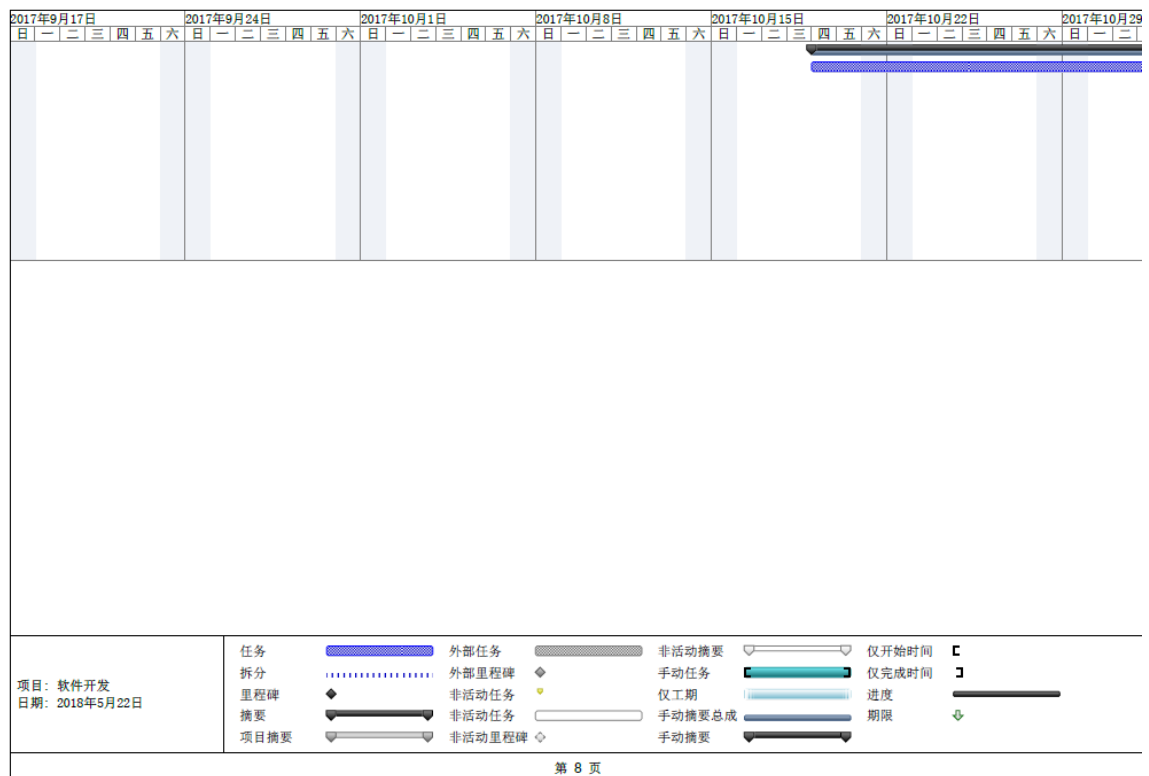 2017年9月17日 2017年9月24日 2017年10月1日 2017年10月8日 2017年10月15日 2017年10月22日 2017年10月29
日 一 二 三 四 五 六 日 一 二 三 四 五 六 日 一 二 三 四 五 六 日 一 二 三 四 五 六 日 一 二 三 四 五 六 日 一 二 三 四 五 六 日 一 二
项目: 软件开发
日期: 2018年5月22日
任务 外部任务 非活动摘要 仅开始时间
拆分 外部里程碑 手动任务 仅完成时间
里程碑 非活动任务 仅工期 进度
摘要 非活动任务 手动摘要总成 期限
项目摘要 非活动里程碑 手动摘要
第 8 页